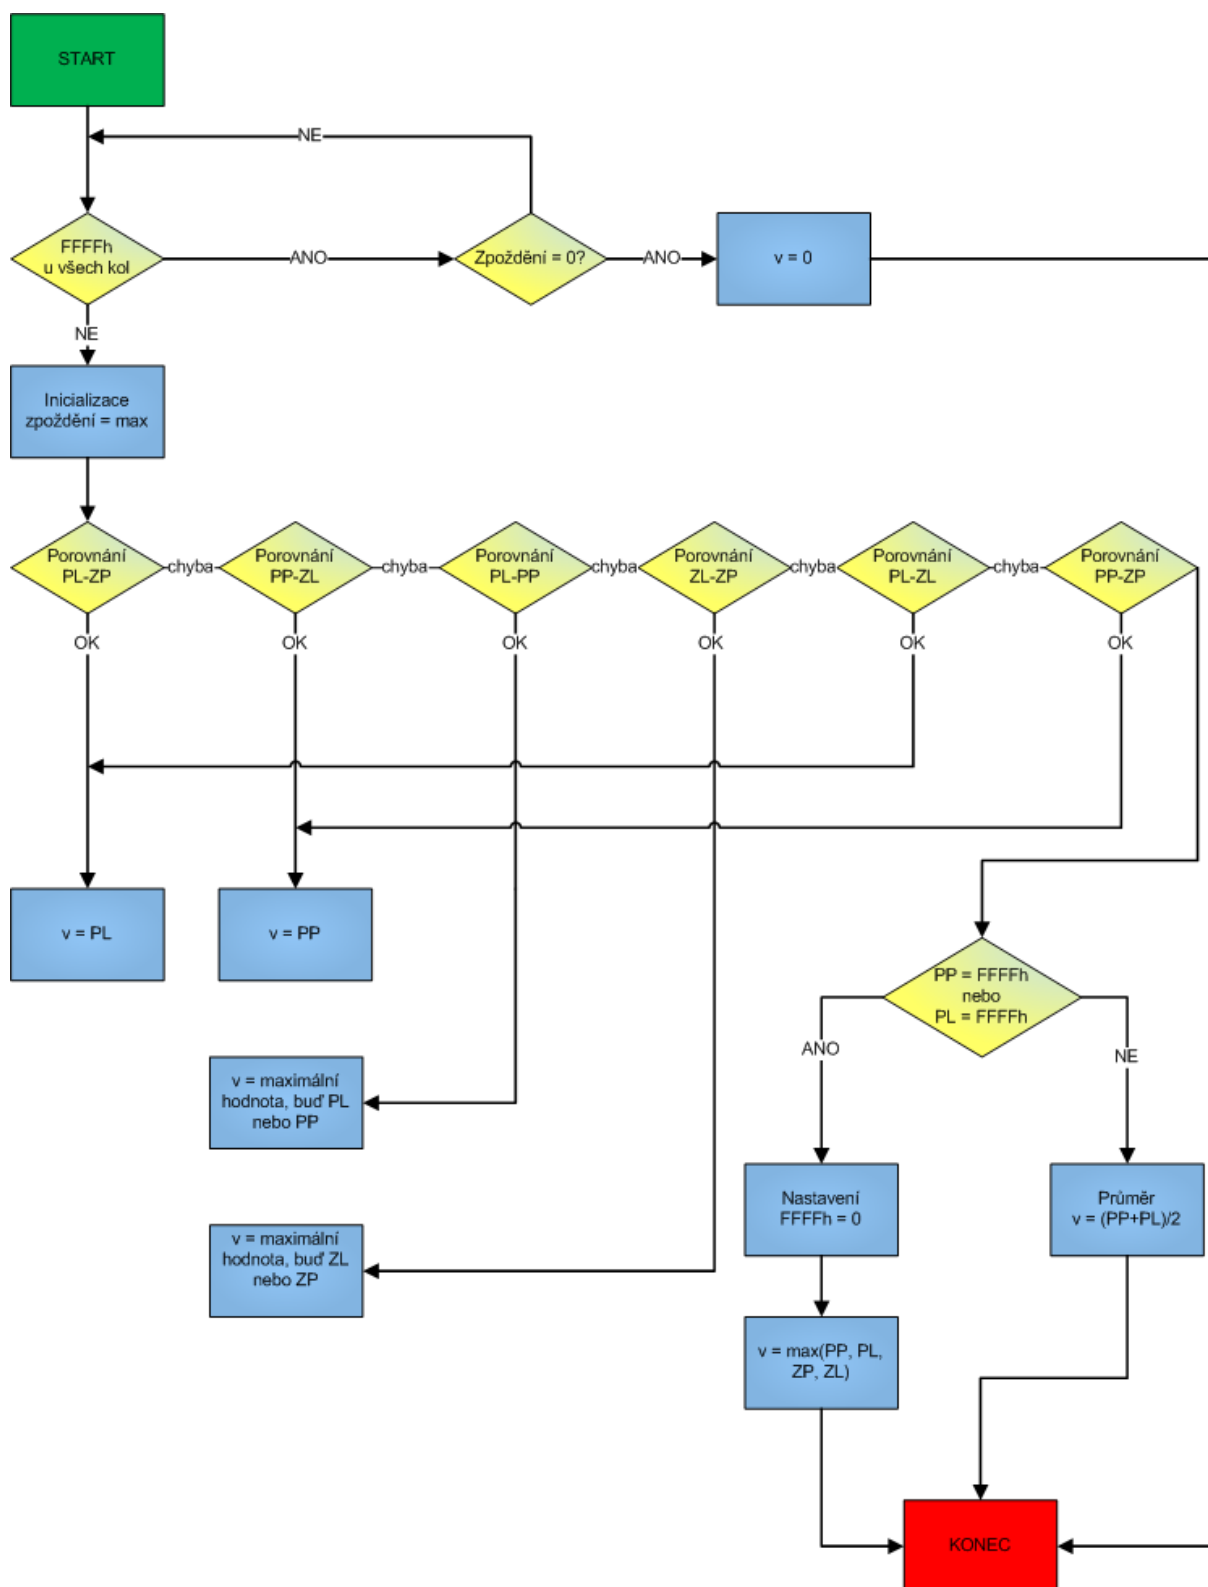 START
NE
FFFFh
u všech kol
ANO
Zpoždění = 0?
ANO
v = 0
NE
Inicializace
zpoždění = max
Porovnání
PL-ZP
chyba
Porovnání
PP-ZL
chyba
Porovnání
PL-PP
chyba
Porovnání
ZL-ZP
chyba
Porovnání
PL-ZL
chyba
Porovnání
PP-ZP
OK
OK
OK
OK
OK
OK
v = PL
v = PP
PP = FFFFh
nebo
PL = FFFFh
ANO
NE
v = maximální
hodnota, buď PL
nebo PP
Nastavení
FFFFh = 0
Průměr
v = (PP+PL)/2
v = maximální
hodnota, buď ZL
nebo ZP
v = max(PP, PL,
ZP, ZL)
KONEC